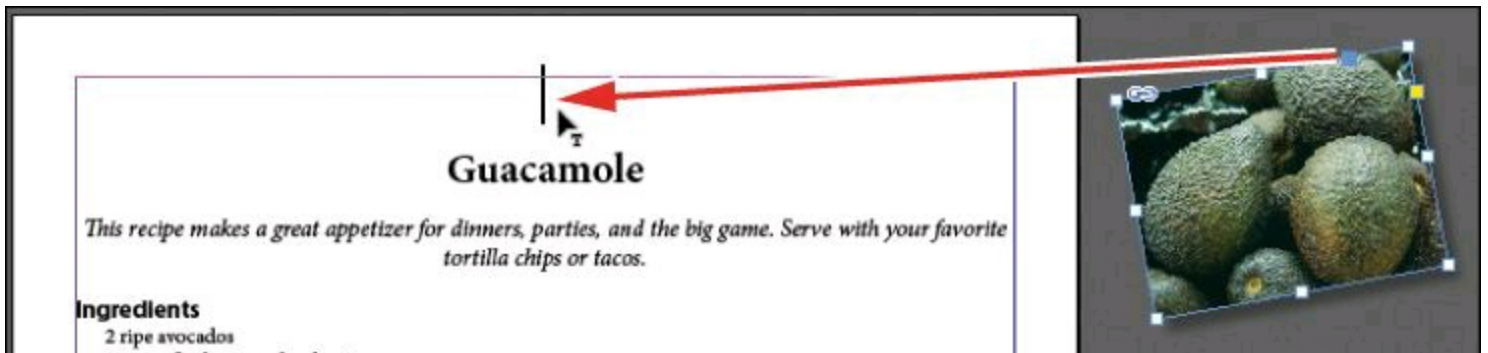 Guacamole
This recipe makes a great appetizer for dinners, parties, and the big game. Serve with your favorite
tortilla chips or tacos.
Ingredients
2 ripe avocados